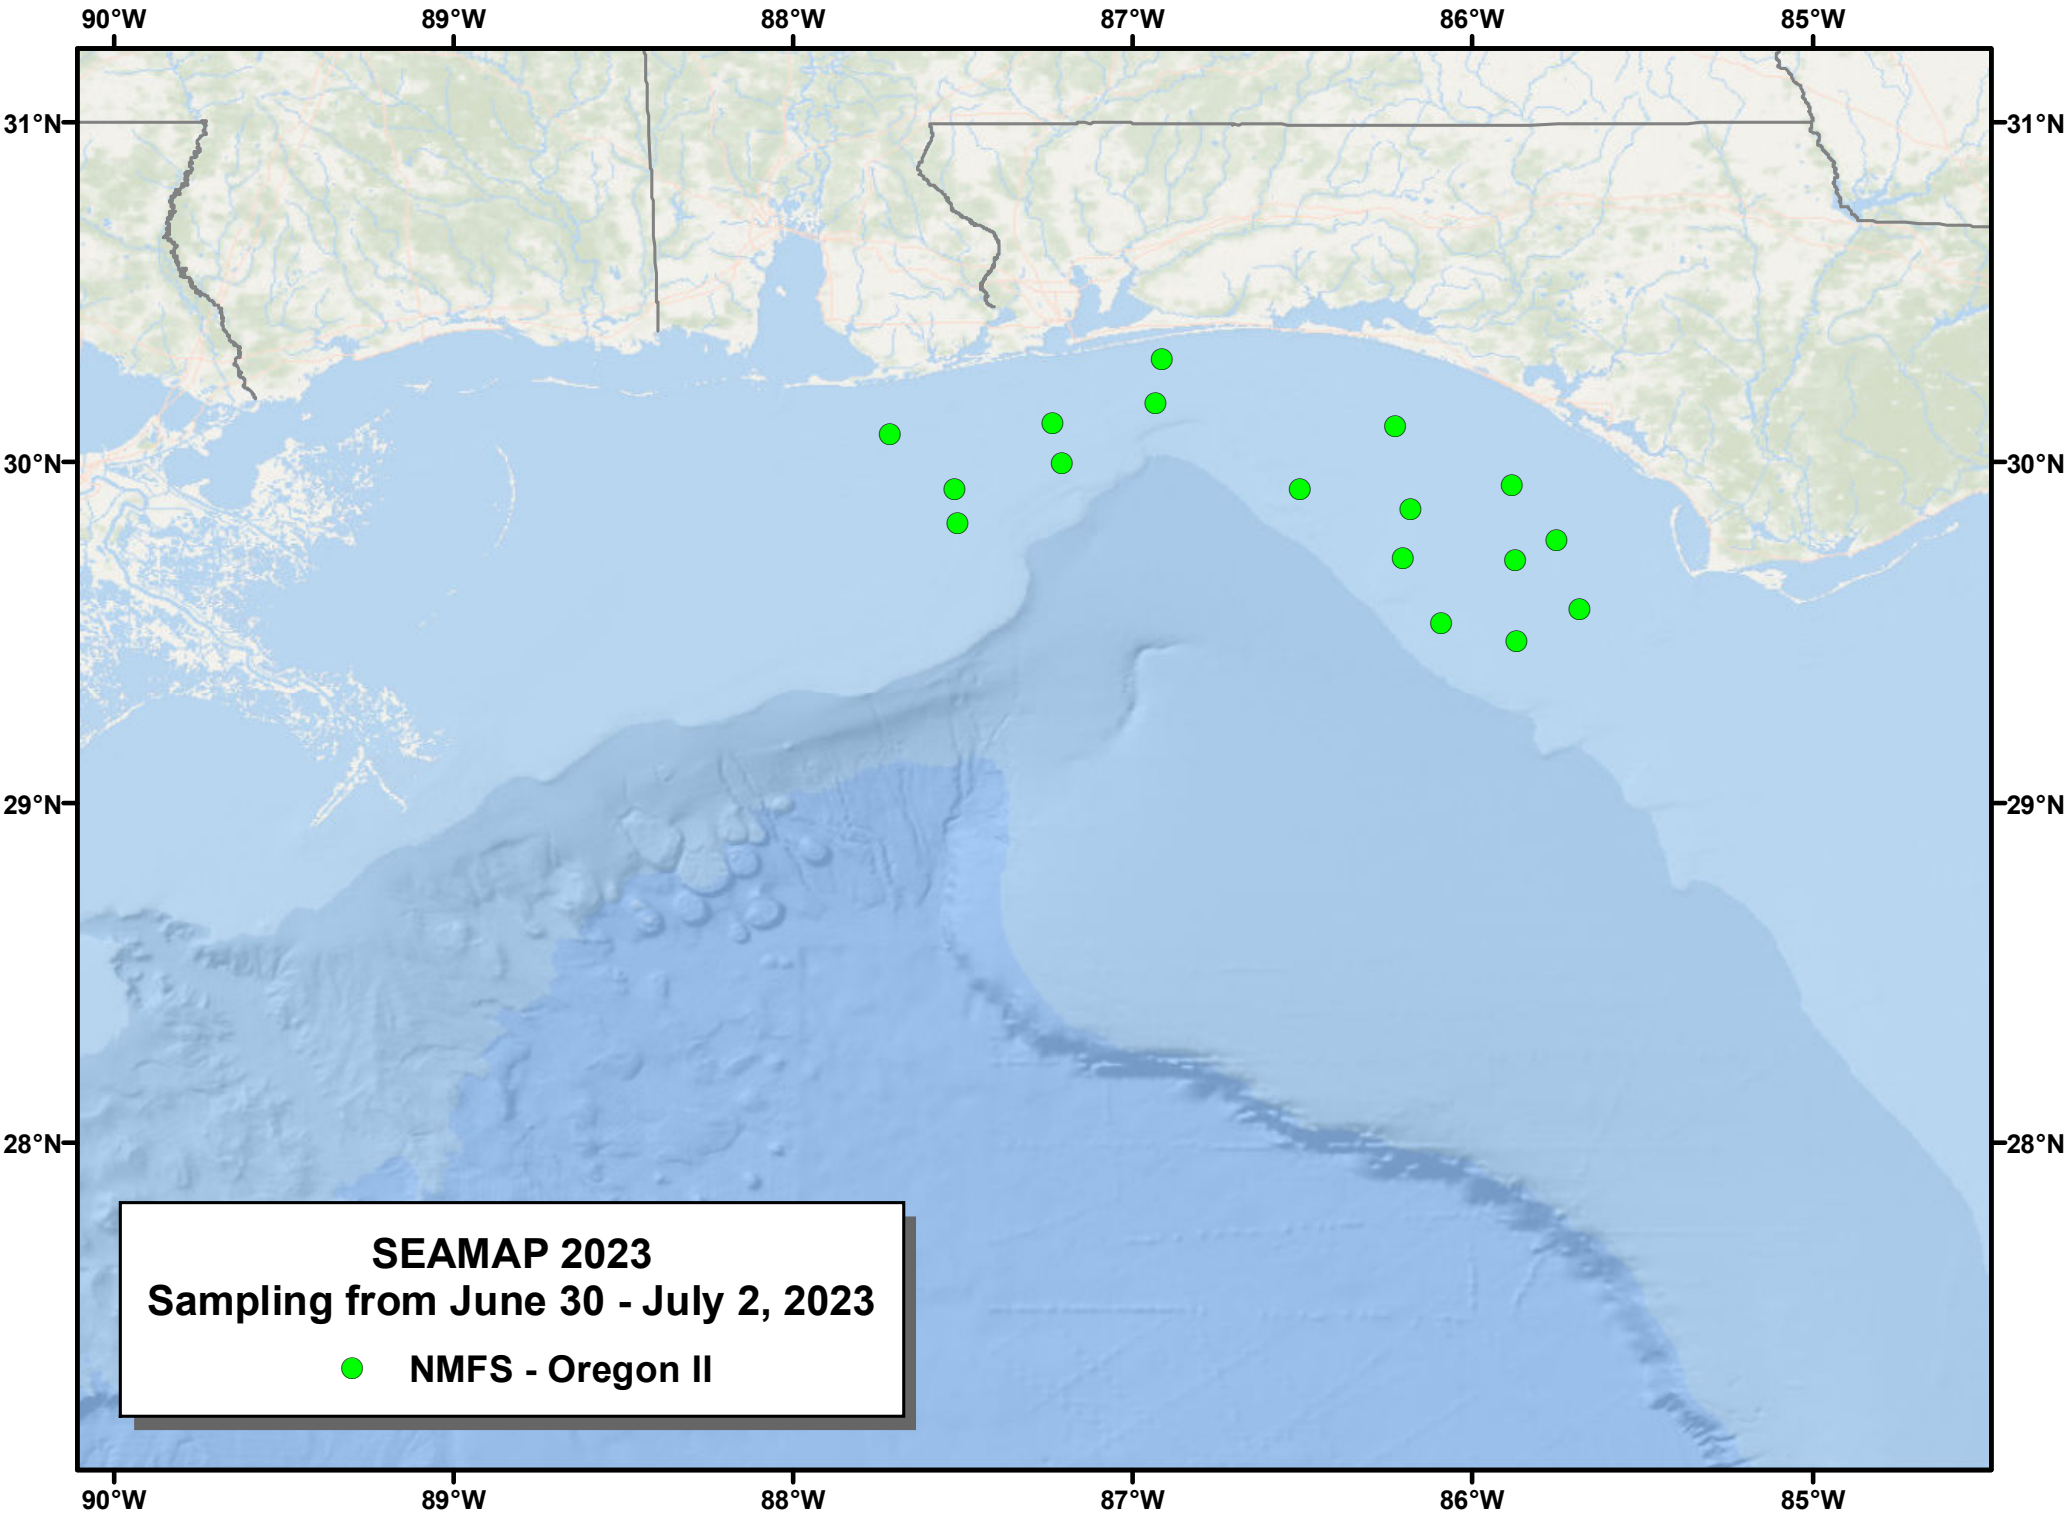 90°W 89°W 88°W 87°W 86°W 85°W
31°N 31°N
30°N 30°N
29°N 29°N
28°N 28°N
SEAMAP 2023
Sampling from June 30 - July 2, 2023
NMFS - Oregon II
90°W 89°W 88°W 87°W 86°W 85°W